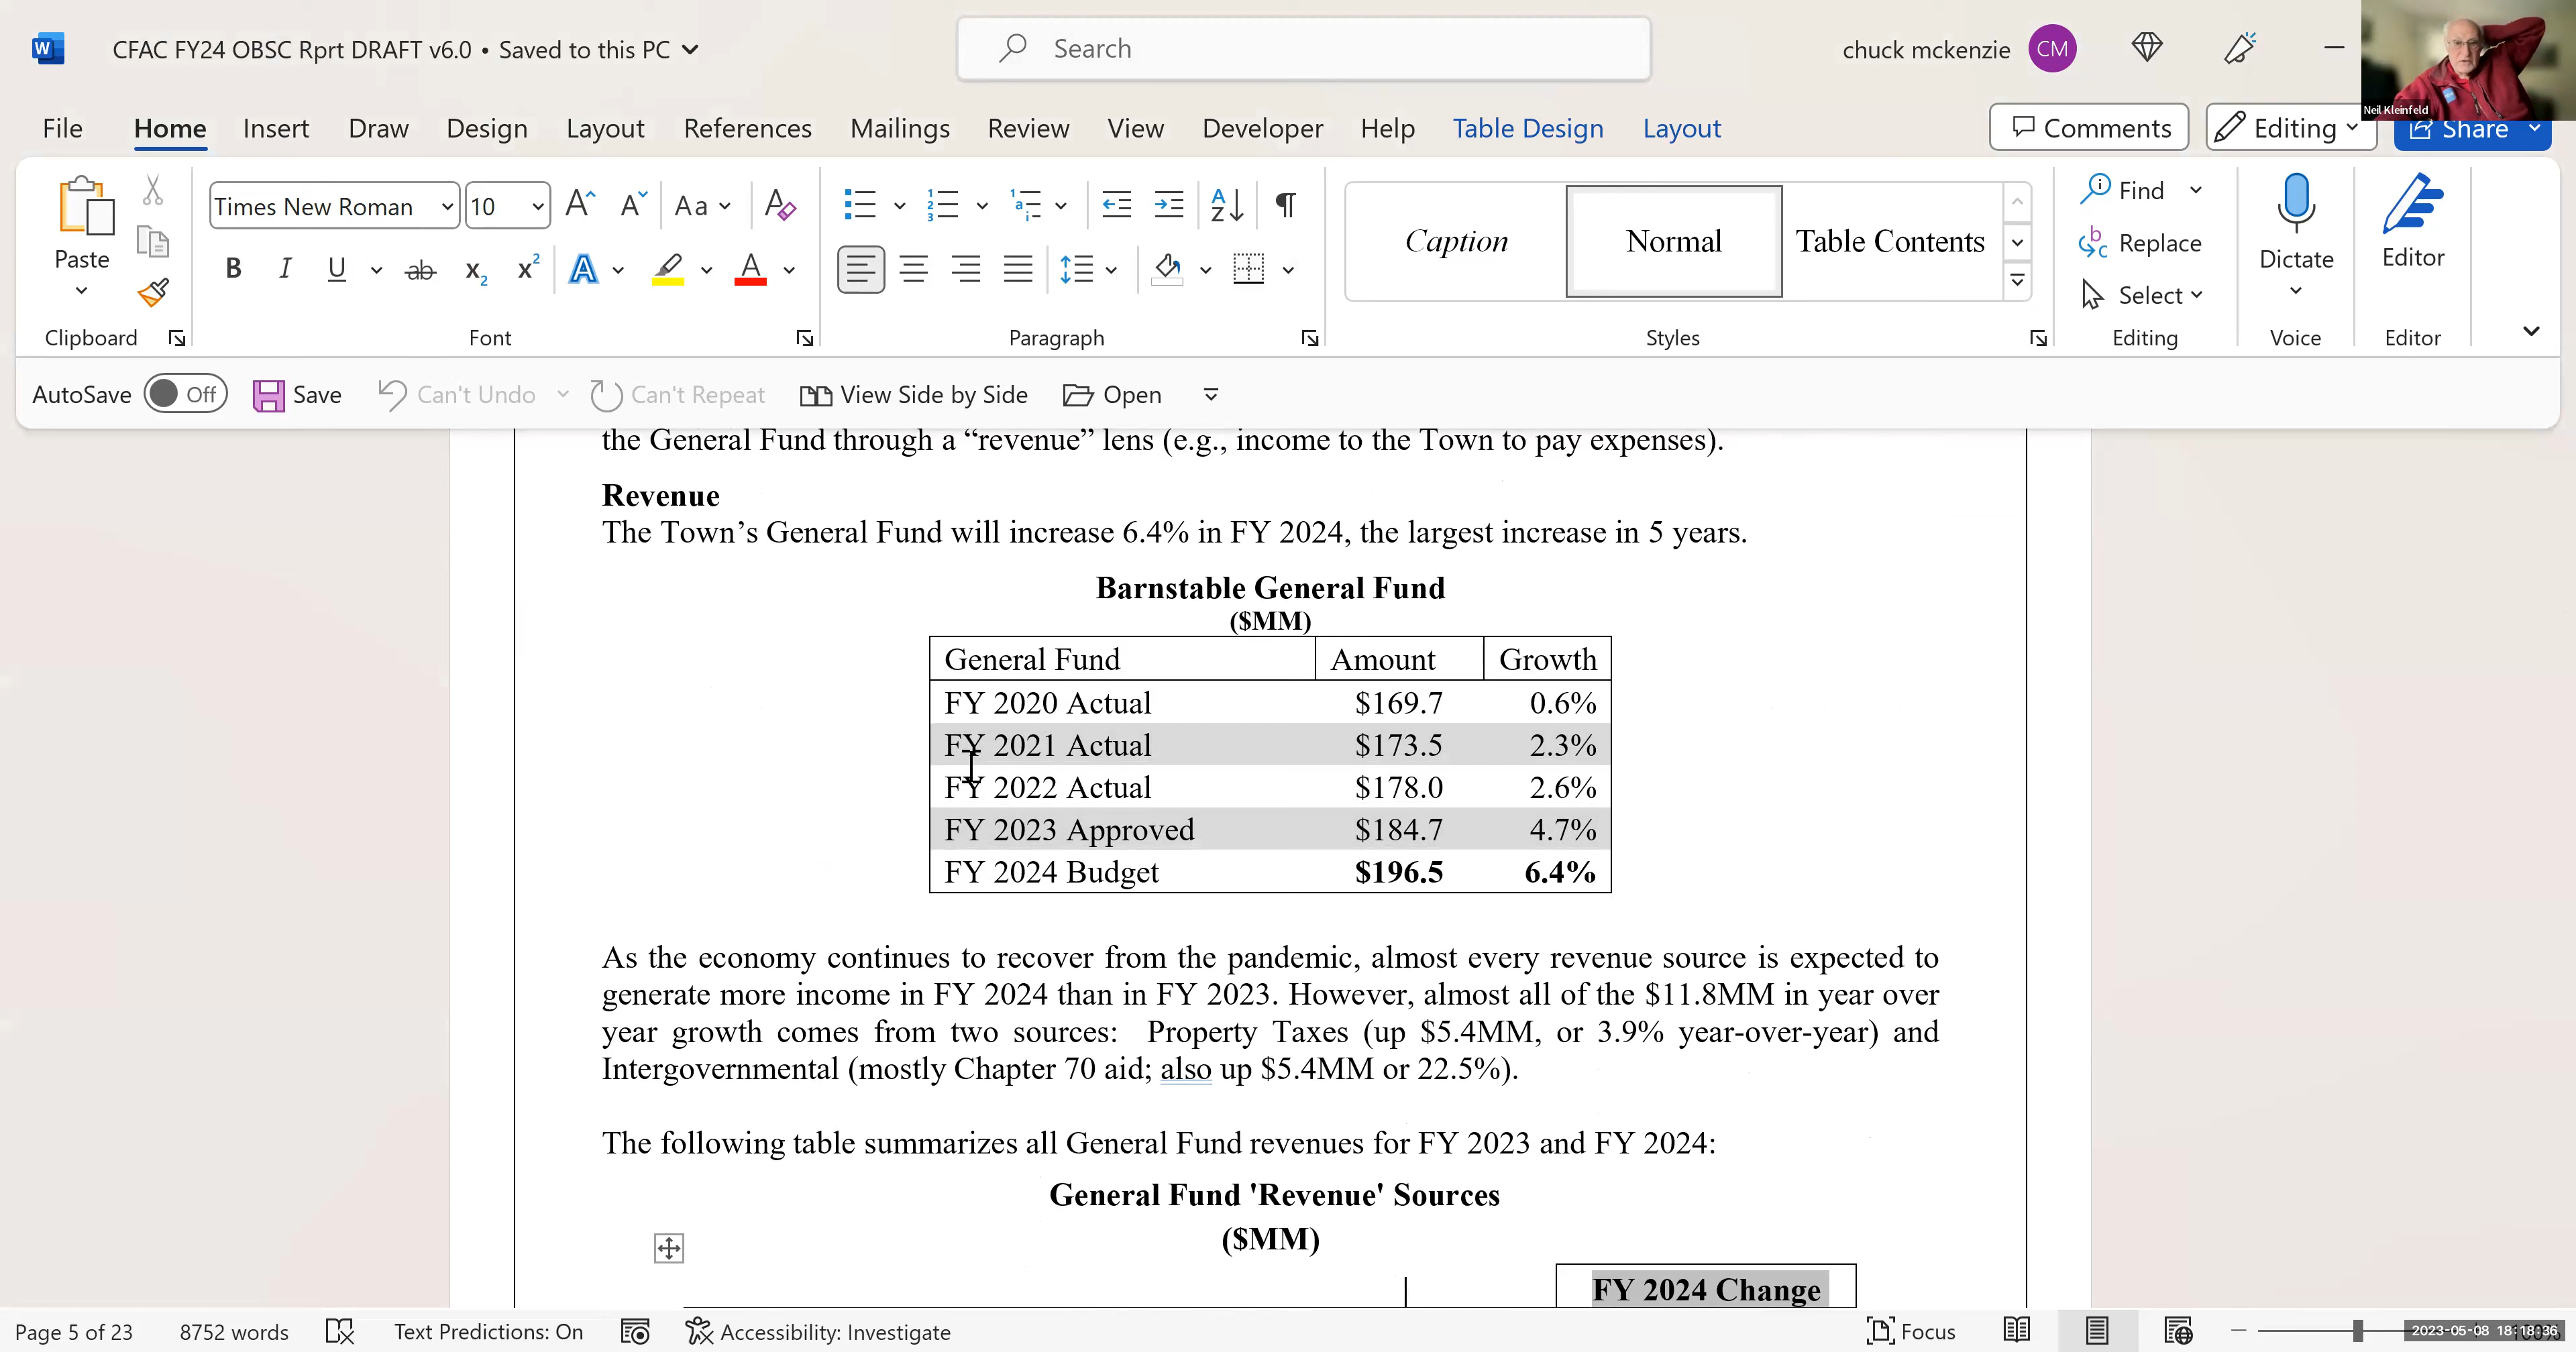 CFAC FY24 OBSC Rprt DRAFT v6.0 • Saved to this PC
Search
chuck mckenzie CM
Neil Kleinfeld
File Home Insert Draw Design Layout References Mailings Review View Developer Help Table Design Layout Comments Editing Share
Paste
Times New Roman 10
Caption Normal Table Contents
Find
Replace
Select
Dictate
Editor
Clipboard Font Paragraph Styles Editing Voice Editor
AutoSave Off Save Can't Undo Can't Repeat View Side by Side Open
the General Fund through a “revenue” lens (e.g., income to the Town to pay expenses).
Revenue
The Town’s General Fund will increase 6.4% in FY 2024, the largest increase in 5 years.
Barnstable General Fund
($MM)
General Fund Amount Growth
FY 2020 Actual $169.7 0.6%
FY 2021 Actual $173.5 2.3%
FY 2022 Actual $178.0 2.6%
FY 2023 Approved $184.7 4.7%
FY 2024 Budget $196.5 6.4%
As the economy continues to recover from the pandemic, almost every revenue source is expected to
generate more income in FY 2024 than in FY 2023. However, almost all of the $11.8MM in year over
year growth comes from two sources: Property Taxes (up $5.4MM, or 3.9% year-over-year) and
Intergovernmental (mostly Chapter 70 aid; also up $5.4MM or 22.5%).
The following table summarizes all General Fund revenues for FY 2023 and FY 2024:
General Fund 'Revenue' Sources
($MM)
FY 2024 Change
Page 5 of 23 8752 words Text Predictions: On Accessibility: Investigate Focus
2023-05-08 18:18:36